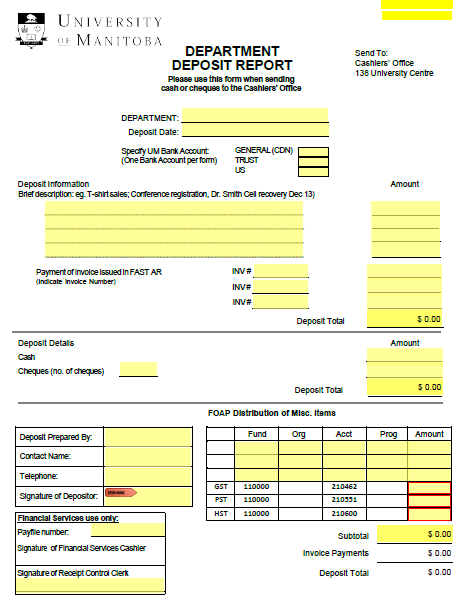 UNIVERSITY
OF MANITOBA
DEPARTMENT
DEPOSIT REPORT
Please use this form when sending
cash or cheques to the Cashiers' Office
Send To:
Cashiers' Office
138 University Centre
DEPARTMENT:
Deposit Date:
Specify UM Bank Account:
(One Bank Account per form)
GENERAL (CDN)
TRUST
US
Deposit Information
Amount
Brief description: eg. T-shirt sales; Conference registration, Dr. Smith Cell recovery Dec 13)
Payment of Invoice Issued in FAST AR
(Indicate Invoice Number)
INV #
INV #
INV #
Deposit Total $ 0.00
Deposit Details
Amount
Cash
Cheques (no. of cheques)
Deposit Total $ 0.00
FOAP Distribution of Misc. Items
Deposit Prepared By:
Contact Name:
Telephone:
Signature of Depositor:
Fund Org Acct Prog Amount
GST 110000 210462
PST 110000 210551
HST 110000 210600
Financial Services use only:
Payfile number:
Signature of Financial Services Cashier
Signature of Receipt Control Clerk
Subtotal $ 0.00
Invoice Payments $ 0.00
Deposit Total $ 0.00